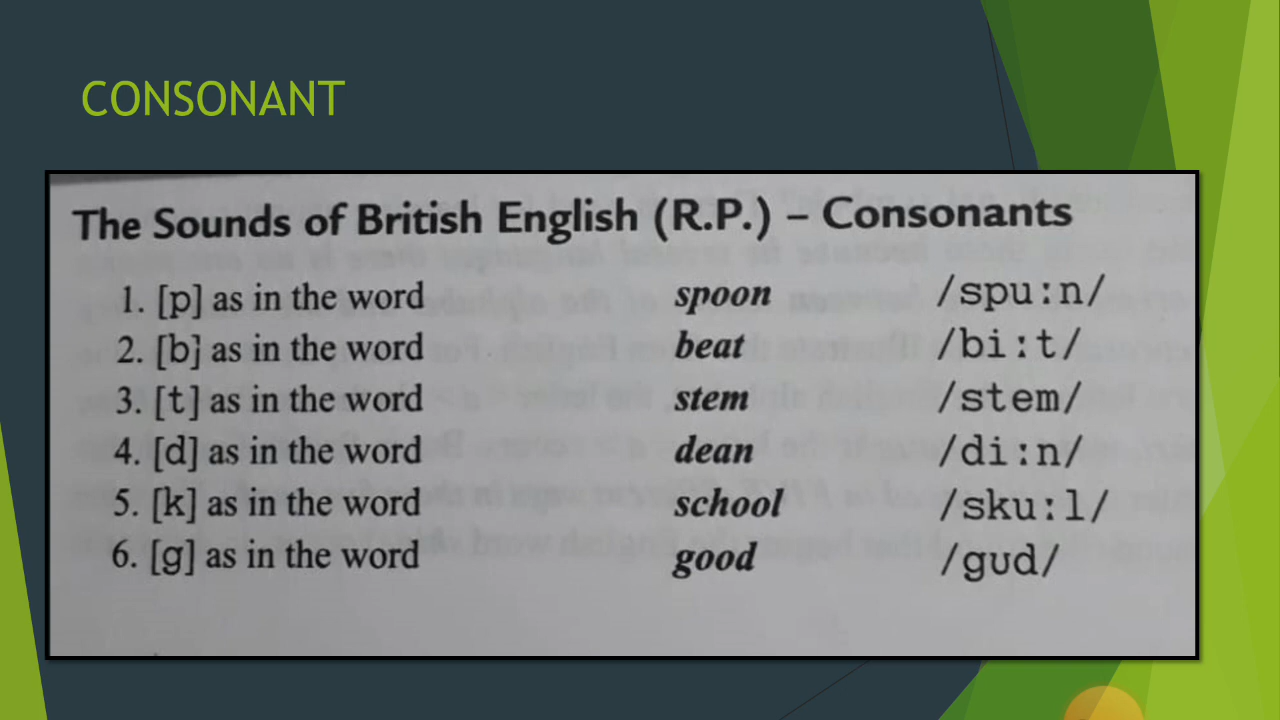 CONSONANT
The Sounds of British English (R.P.) – Consonants
1. [p] as in the word spoon /spu:n/
2. [b] as in the word beat /bi:t/
3. [t] as in the word stem /stem/
4. [d] as in the word dean /di:n/
5. [k] as in the word school /sku:l/
6. [g] as in the word good /gʊd/